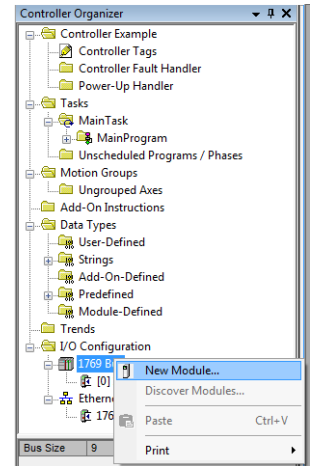 Controller Organizer
Controller Example
Controller Tags
Controller Fault Handler
Power-Up Handler
Tasks
MainTask
MainProgram
Unscheduled Programs / Phases
Motion Groups
Ungrouped Axes
Add-On Instructions
Data Types
User-Defined
Strings
Add-On-Defined
Predefined
Module-Defined
Trends
I/O Configuration
1769 B
New Module...
[0]
Discover Modules...
Etherne
176
Paste Ctrl+V
Bus Size 9
Print